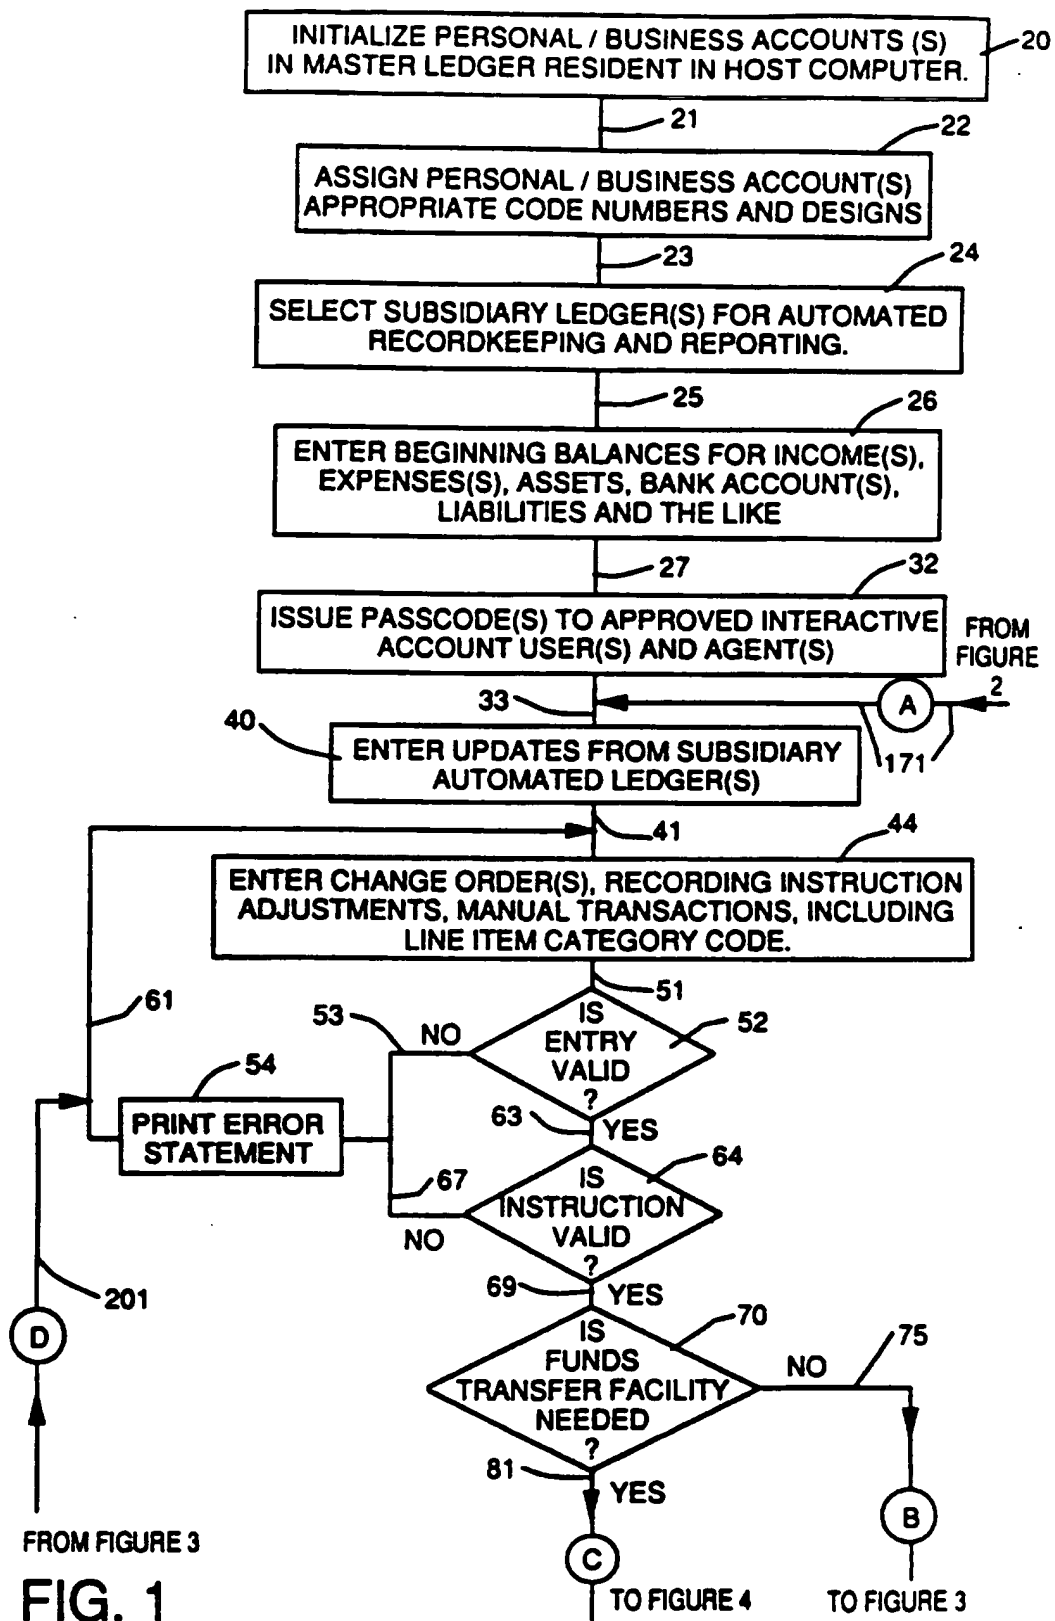 INITIALIZE PERSONAL / BUSINESS ACCOUNTS (S)
IN MASTER LEDGER RESIDENT IN HOST COMPUTER.
20
21
22
ASSIGN PERSONAL / BUSINESS ACCOUNT(S)
APPROPRIATE CODE NUMBERS AND DESIGNS
23
24
SELECT SUBSIDIARY LEDGER(S) FOR AUTOMATED
RECORDKEEPING AND REPORTING.
25
26
ENTER BEGINNING BALANCES FOR INCOME(S),
EXPENSES(S), ASSETS, BANK ACCOUNT(S),
LIABILITIES AND THE LIKE
27
32
ISSUE PASSCODE(S) TO APPROVED INTERACTIVE
ACCOUNT USER(S) AND AGENT(S)
FROM
FIGURE
2
33
A
171
40
ENTER UPDATES FROM SUBSIDIARY
AUTOMATED LEDGER(S)
41
44
ENTER CHANGE ORDER(S), RECORDING INSTRUCTION
ADJUSTMENTS, MANUAL TRANSACTIONS, INCLUDING
LINE ITEM CATEGORY CODE.
51
61
53
NO
IS
ENTRY
VALID
?
52
54
PRINT ERROR
STATEMENT
63
YES
67
NO
IS
INSTRUCTION
VALID
?
64
69
YES
201
D
IS
FUNDS
TRANSFER FACILITY
NEEDED
?
70
NO
75
81
YES
B
C
FROM FIGURE 3
TO FIGURE 4
TO FIGURE 3
FIG. 1